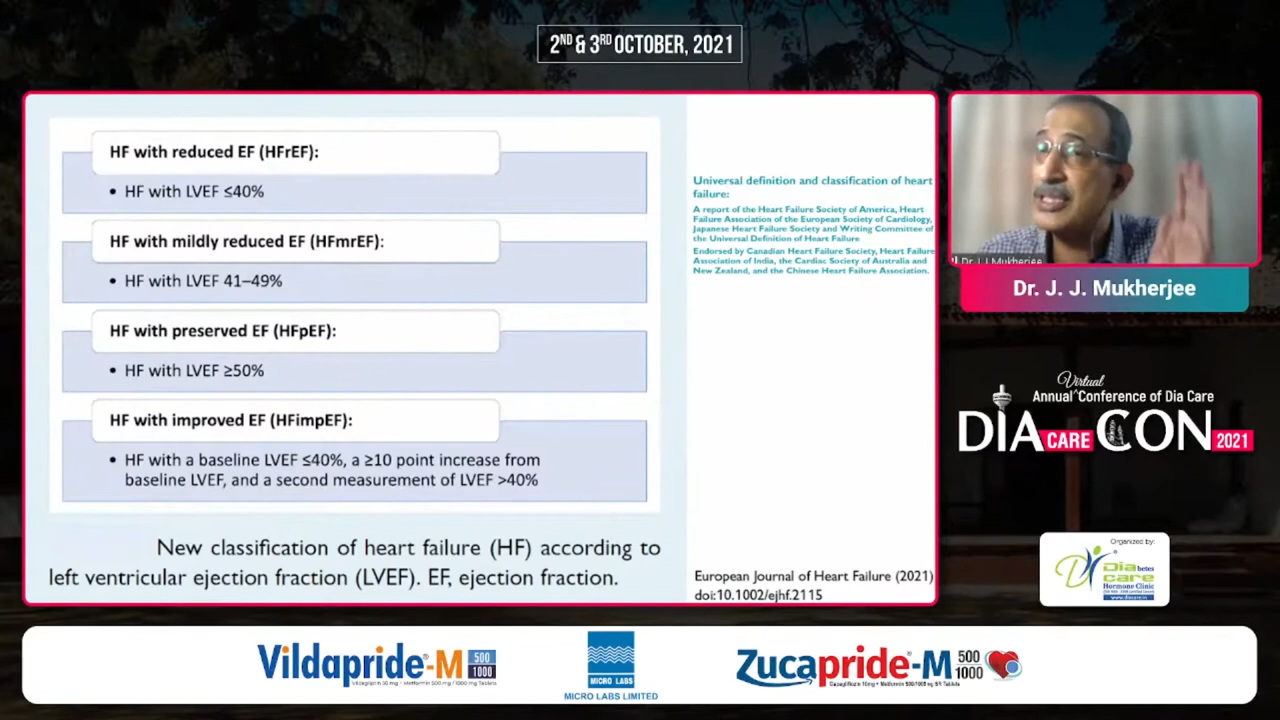 2ND & 3RD OCTOBER, 2021
HF with reduced EF (HFrEF):
• HF with LVEF ≤40%
HF with mildly reduced EF (HFmrEF):
• HF with LVEF 41–49%
HF with preserved EF (HFpEF):
• HF with LVEF ≥50%
HF with improved EF (HFimpEF):
• HF with a baseline LVEF ≤40%, a ≥10 point increase from
baseline LVEF, and a second measurement of LVEF >40%
New classification of heart failure (HF) according to
left ventricular ejection fraction (LVEF). EF, ejection fraction.
Universal definition and classification of heart
failure:
A report of the Heart Failure Society of America, Heart
Failure Association of the European Society of Cardiology,
Japanese Heart Failure Society and Writing Committee of
the Universal Definition of Heart Failure
Endorsed by Canadian Heart Failure Society, Heart Failure
Association of India, the Cardiac Society of Australia and
New Zealand, and the Chinese Heart Failure Association.
European Journal of Heart Failure (2021)
doi:10.1002/ejhf.2115
Dr. J J Mukherjee
Dr. J. J. Mukherjee
Virtual
Annual^Conference of Dia Care
DIA CARE CON 2021
Organized by:
Diabetes
care
Hormone Clinic
Vildapride®-M 500 1000
MICRO LABS
MICRO LABS LIMITED
Zucapride®-M 500 1000